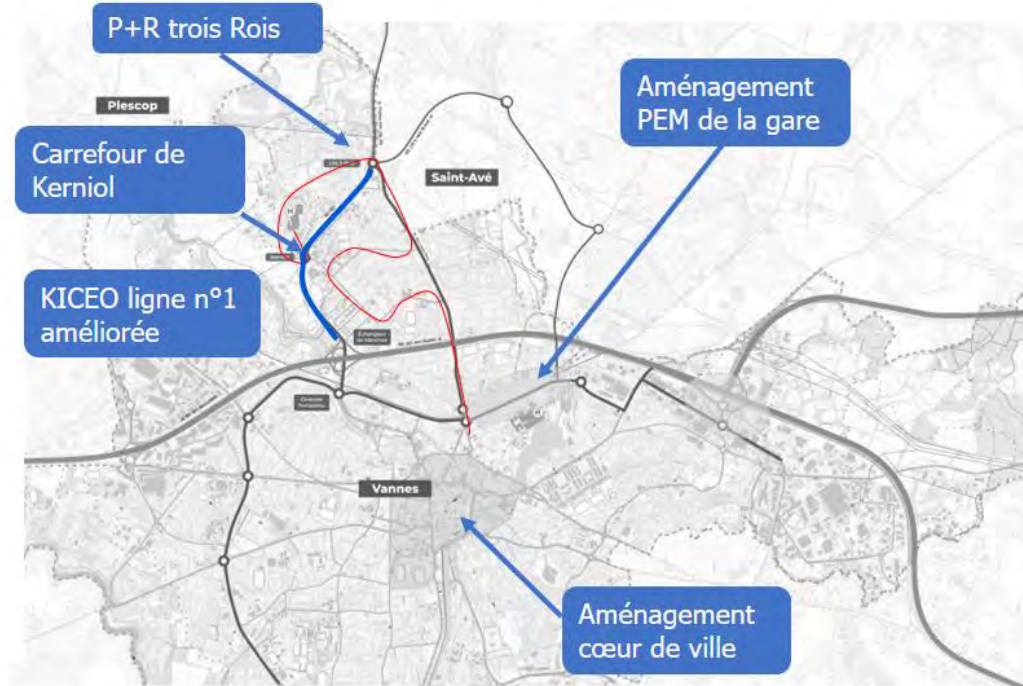 P+R trois Rois
Aménagement
PEM de la gare
Plescop
Carrefour de
Kerniol
Saint-Avé
KICEO ligne n°1
améliorée
Vannes
Aménagement
cœur de ville